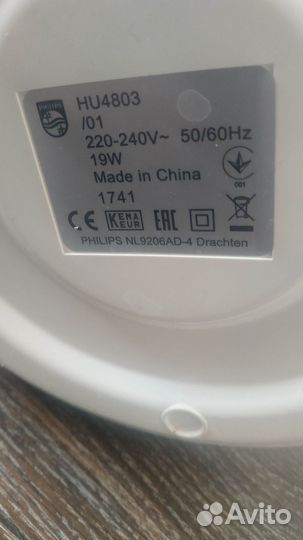 PHILIPS
HU4803
/01
220-240V~ 50/60Hz
19W
Made in China
1741
001
CE KEMA KEUR EAC
PHILIPS NL9206AD-4 Drachten
Avito